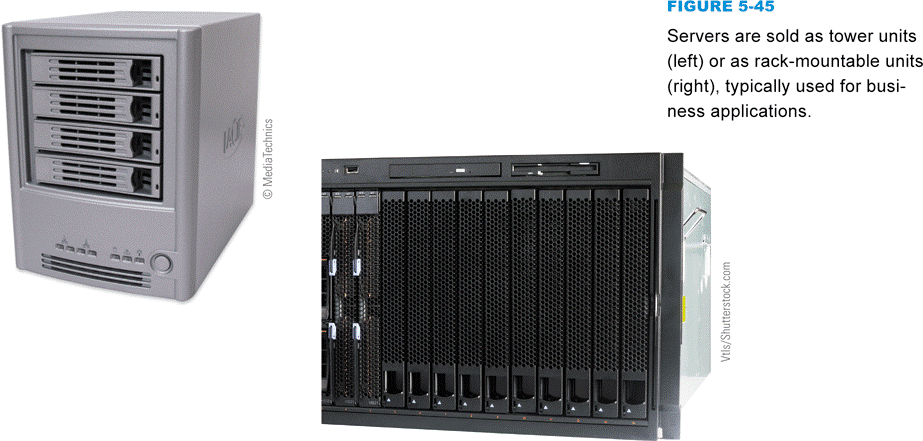 FIGURE 5-45
Servers are sold as tower units
(left) or as rack-mountable units
(right), typically used for busi-
ness applications.
© MediaTechnics
Vtls/Shutterstock.com